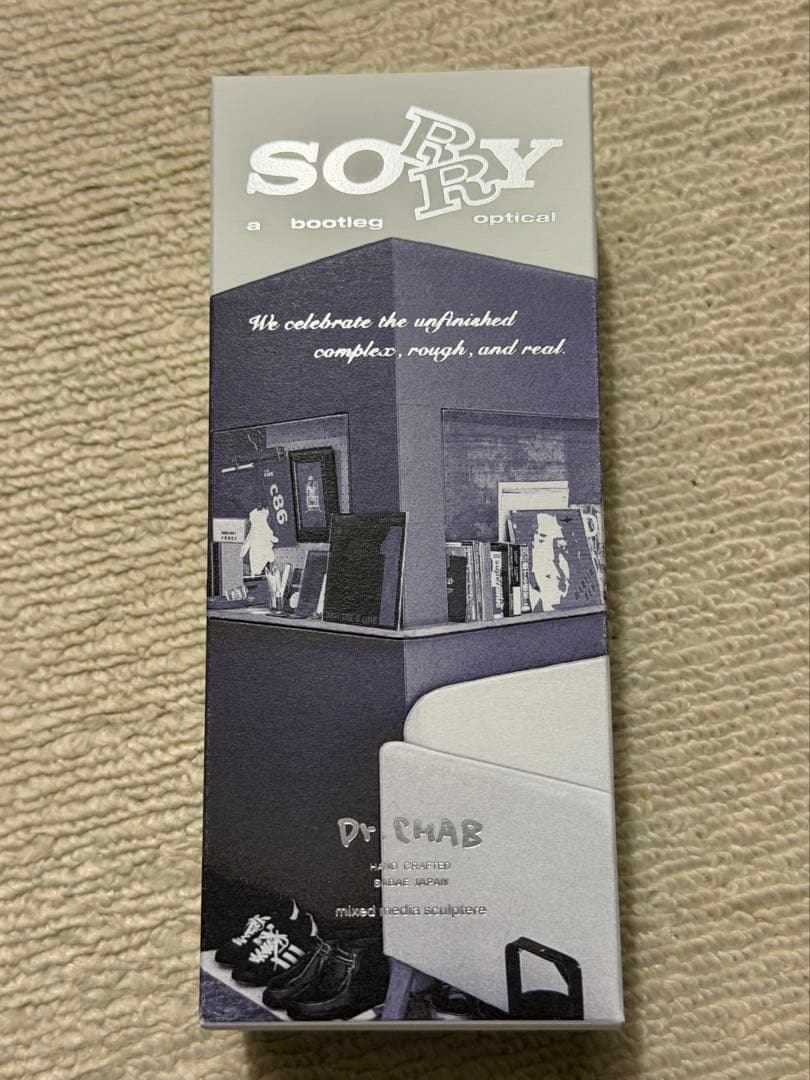 SORRY
a bootleg optical
We celebrate the unfinished
complex, rough, and real.
c86
D
Dr. CHAB
HAND CRAFTED
SABAE JAPAN
mixed media sculptere